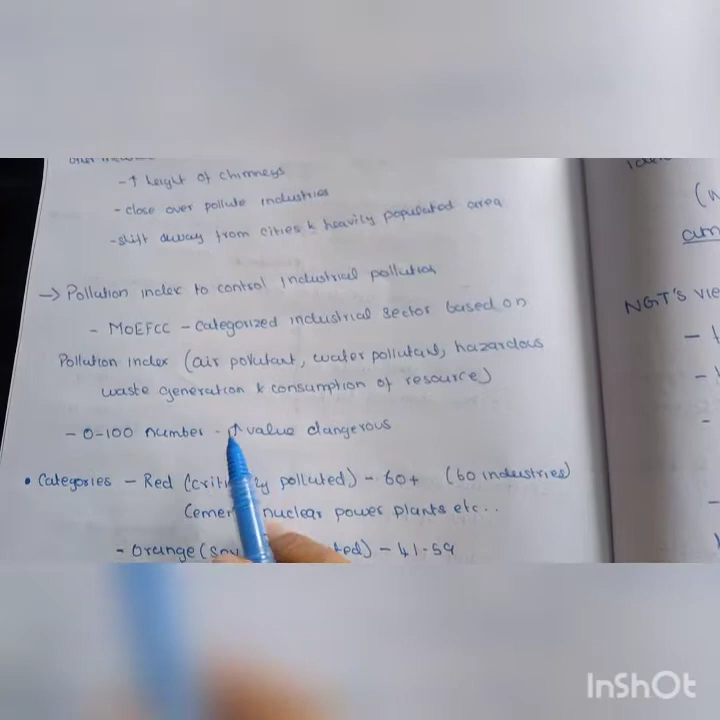 -↑ height of chimneys
- close over pollute industries
- shift away from cities & heavily populated area
→ Pollution index to control Industrial pollution
- MOEFCC - Categorized industrial sector based on
Pollution Index (air pollutant, water pollutant, hazardous
waste generation & consumption of resource)
- 0-100 number - ↑ value dangerous
• Categories - Red ( polluted) - 60+ (60 industries)
nuclear power plants etc..
- Orange ( - 41-59
NGT's
InShOt